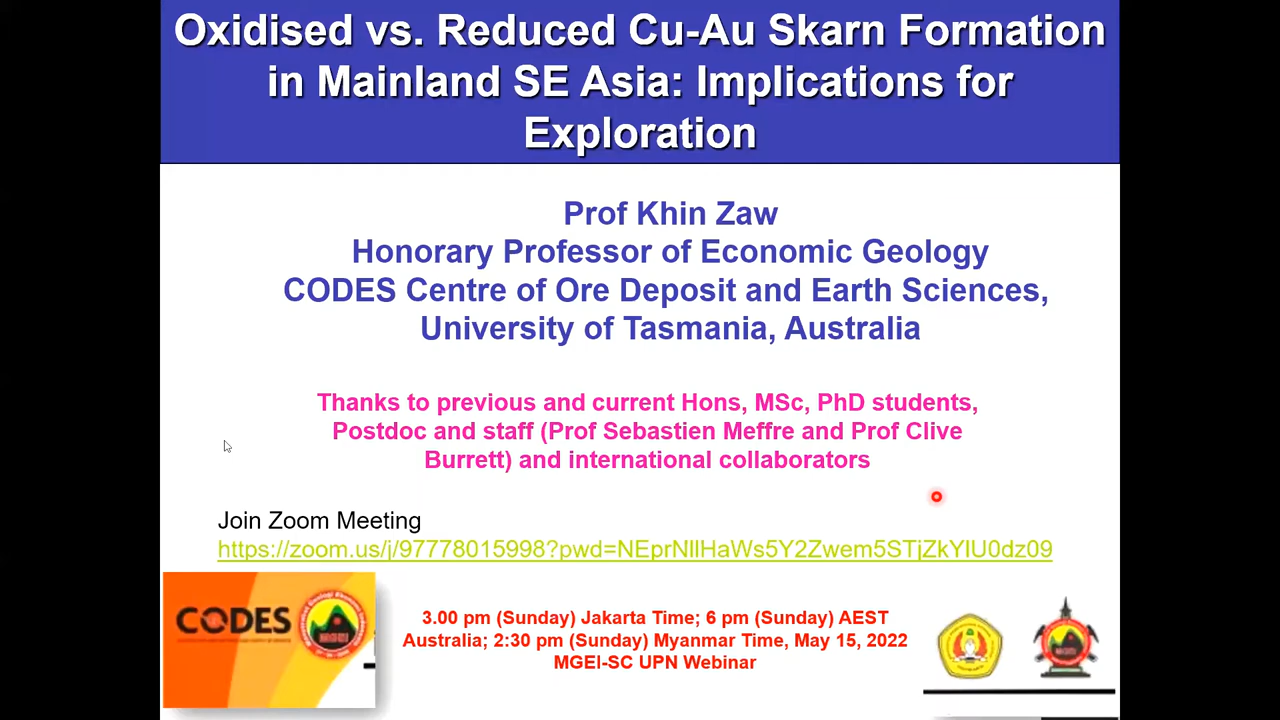 Oxidised vs. Reduced Cu-Au Skarn Formation
in Mainland SE Asia: Implications for
Exploration
Prof Khin Zaw
Honorary Professor of Economic Geology
CODES Centre of Ore Deposit and Earth Sciences,
University of Tasmania, Australia
Thanks to previous and current Hons, MSc, PhD students,
Postdoc and staff (Prof Sebastien Meffre and Prof Clive
Burrett) and international collaborators
Join Zoom Meeting
https://zoom.us/j/97778015998?pwd=NEprNllHaWs5Y2Zwem5STjZkYlU0dz09
CODES
MGEI
3.00 pm (Sunday) Jakarta Time; 6 pm (Sunday) AEST
Australia; 2:30 pm (Sunday) Myanmar Time, May 15, 2022
MGEI-SC UPN Webinar